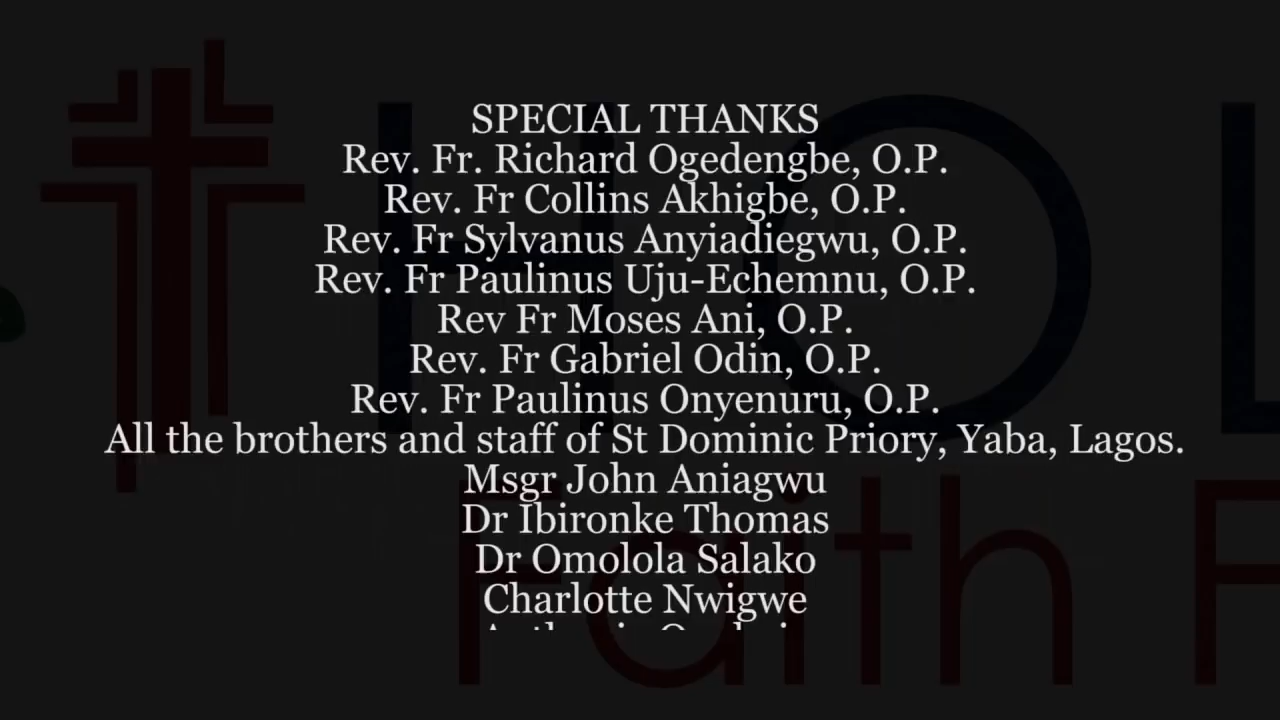 SPECIAL THANKS
Rev. Fr. Richard Ogedengbe, O.P.
Rev. Fr Collins Akhigbe, O.P.
Rev. Fr Sylvanus Anyiadiegwu, O.P.
Rev. Fr Paulinus Uju-Echemnu, O.P.
Rev Fr Moses Ani, O.P.
Rev. Fr Gabriel Odin, O.P.
Rev. Fr Paulinus Onyenuru, O.P.
All the brothers and staff of St Dominic Priory, Yaba, Lagos.
Msgr John Aniagwu
Dr Ibironke Thomas
Dr Omolola Salako
Charlotte Nwigwe
HOL
Faith F